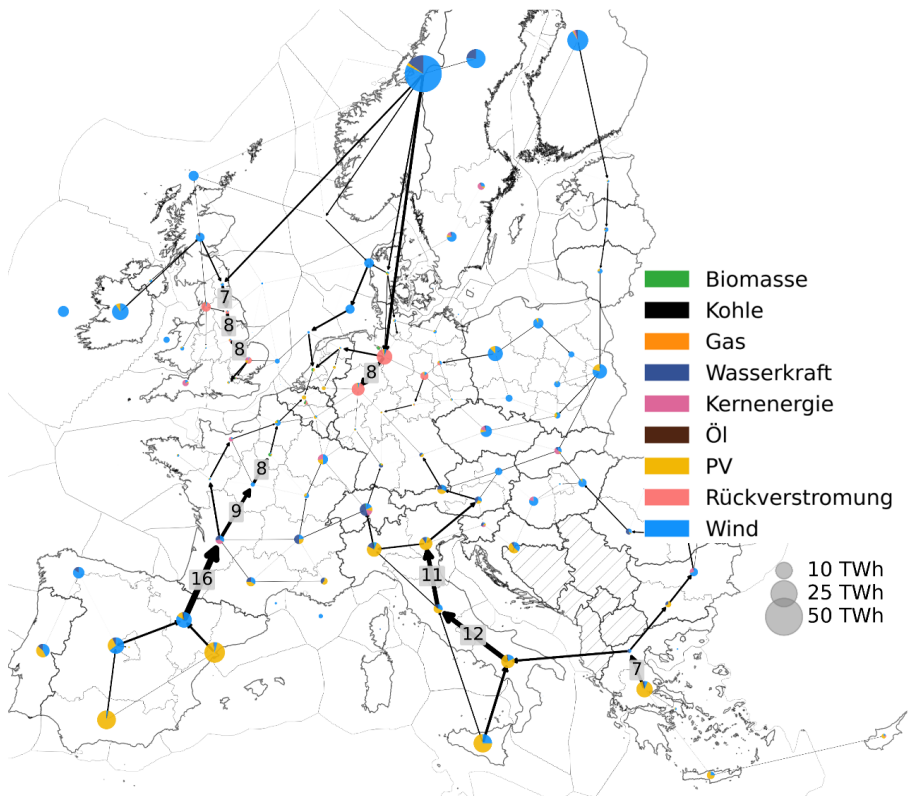 7
8
8
8
8
9
16
11
12
7
Biomasse
Kohle
Gas
Wasserkraft
Kernenergie
Öl
PV
Rückverstromung
Wind
10 TWh
25 TWh
50 TWh